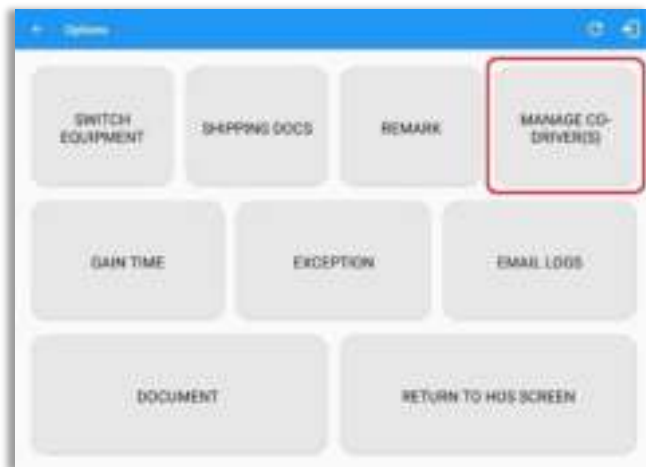 Options
SWITCH
EQUIPMENT
SHIPPING DOCS
REMARK
MANAGE CO-
DRIVER(S)
GAIN TIME
EXCEPTION
EMAIL LOGS
DOCUMENT
RETURN TO HOS SCREEN